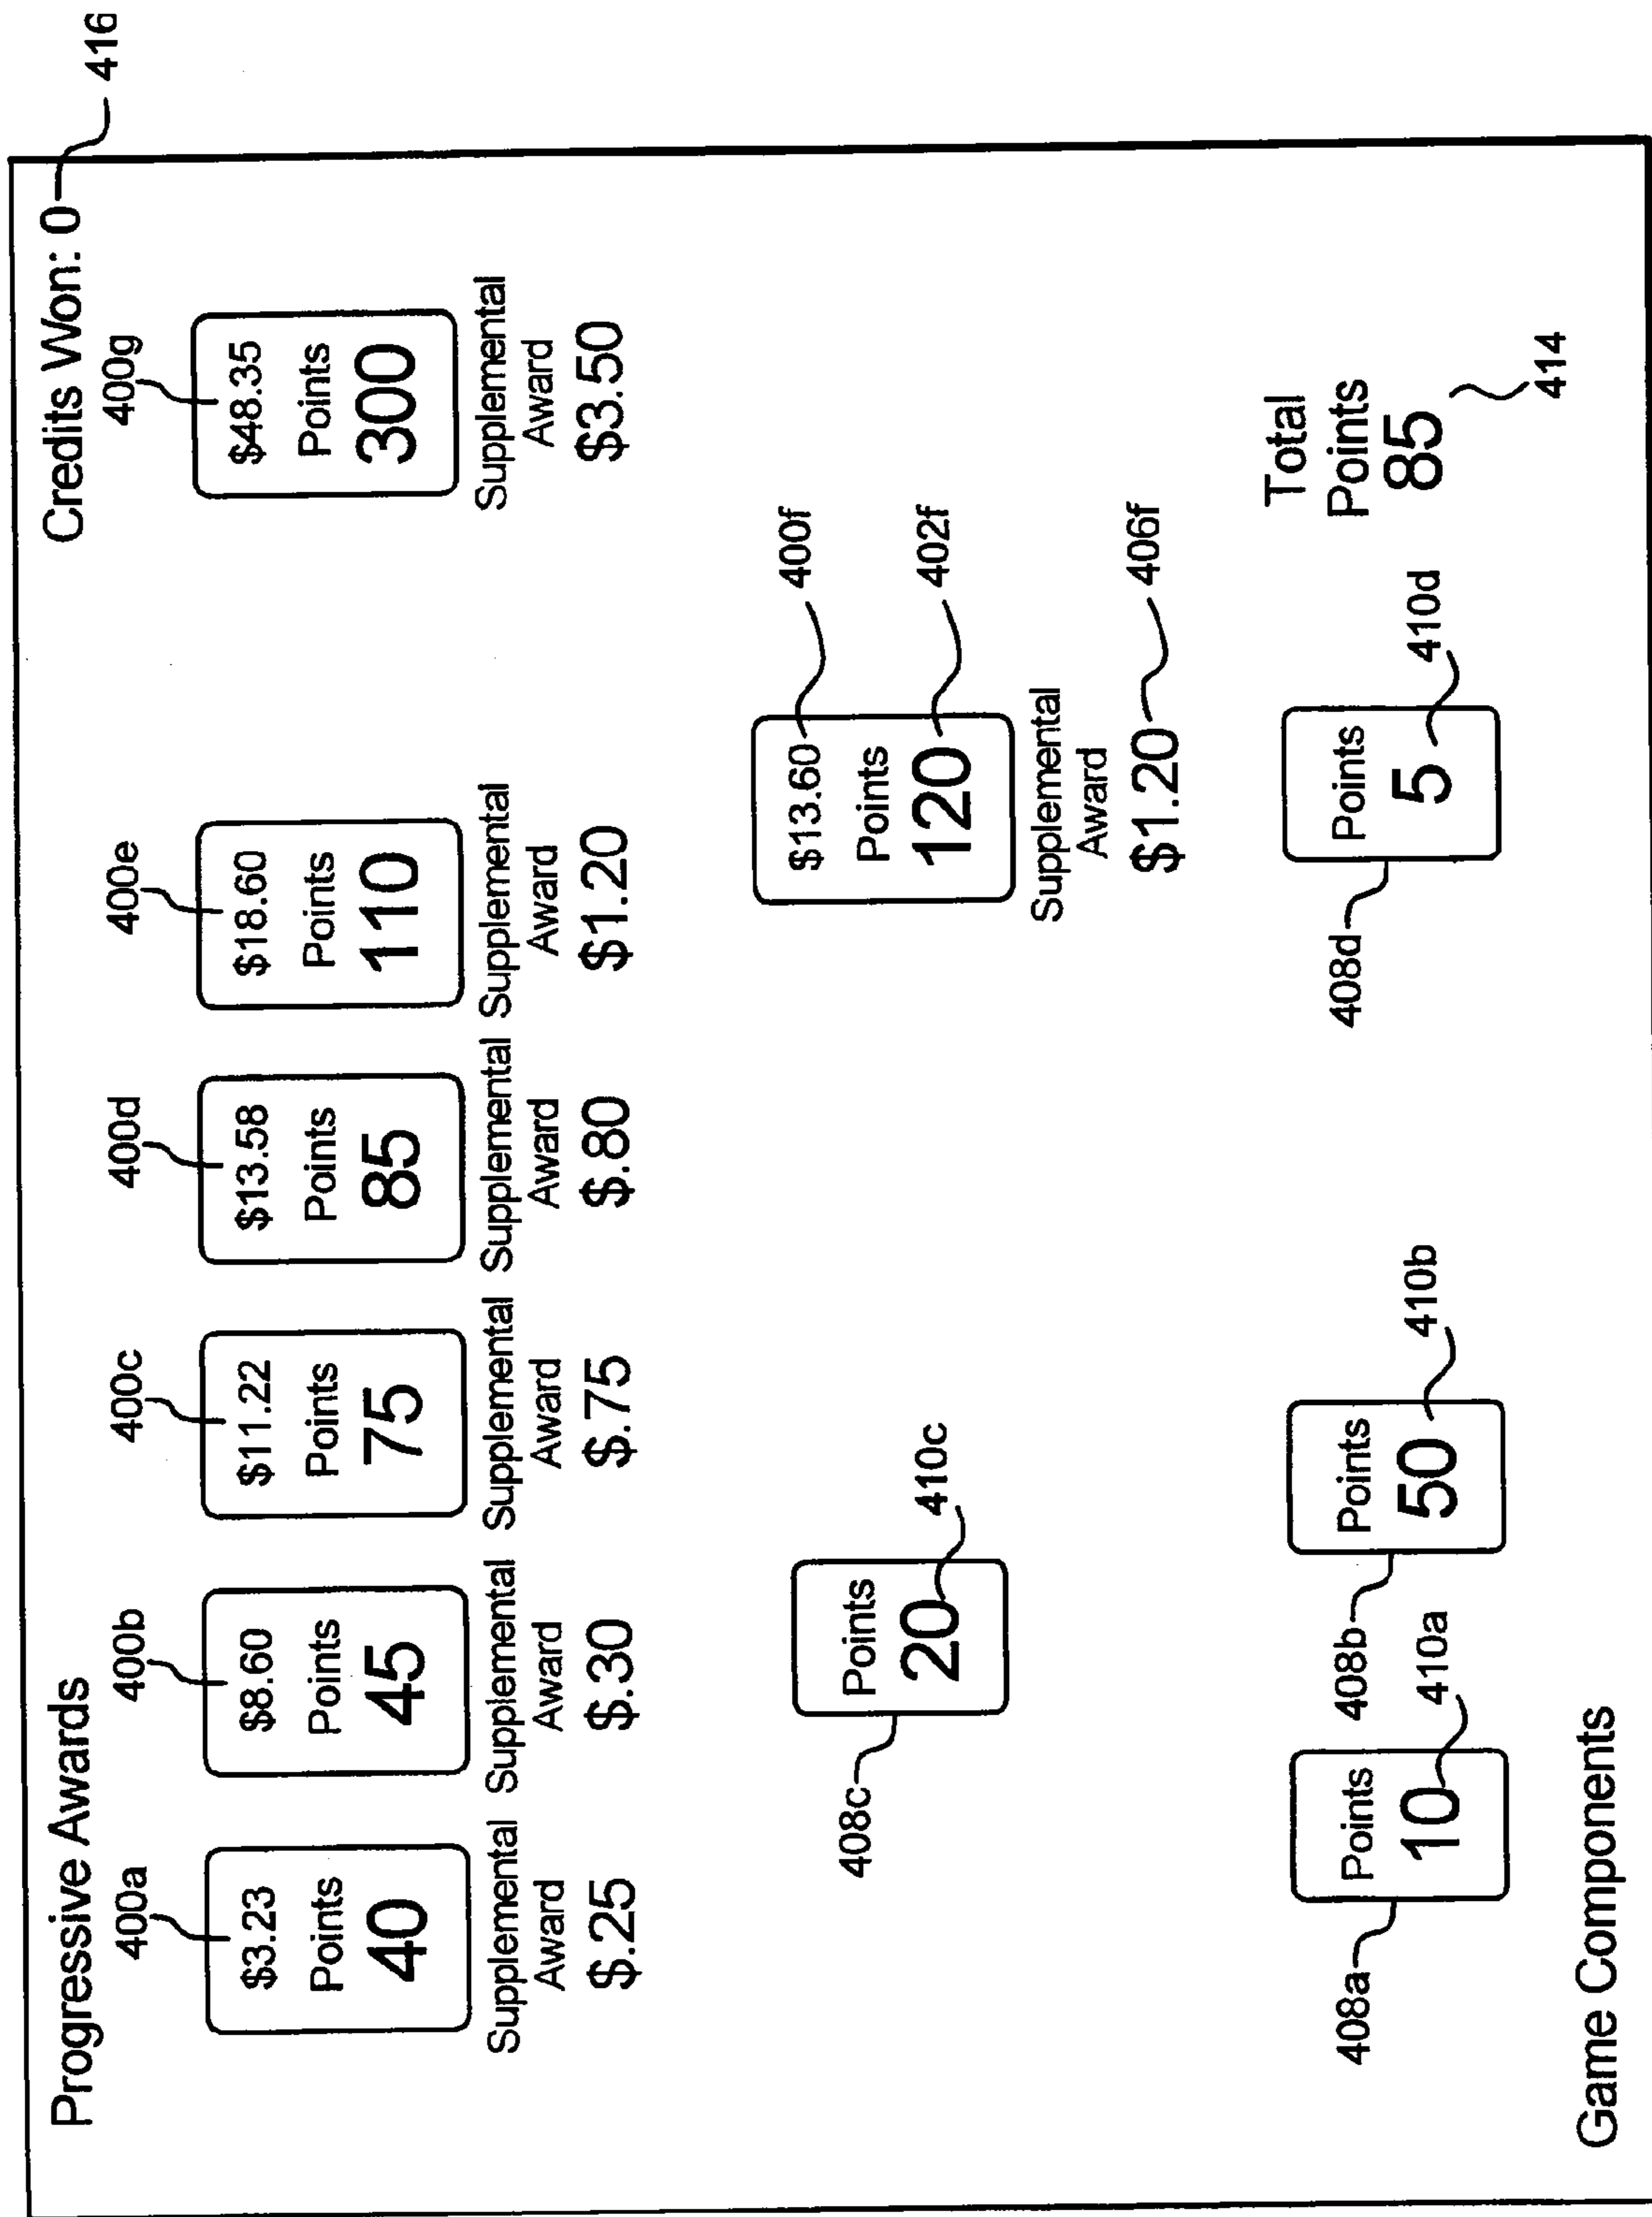 Progressive Awards
Credits Won: 0
416
400a
400b
400c
400d
400e
400g
$3.23
Points
40
Supplemental
Award
$.25
$8.60
Points
45
Supplemental
Award
$.30
$11.22
Points
75
Supplemental
Award
$.75
$13.58
Points
85
Supplemental
Award
$.80
$18.60
Points
110
Supplemental
Award
$1.20
$48.35
Points
300
Supplemental
Award
$3.50
408c
Points
20
410c
$13.60
400f
Points
120
402f
Supplemental
Award
$1.20
406f
408a
Points
10
410a
408b
Points
50
410b
408d
Points
5
410d
Total
Points
85
414
Game Components